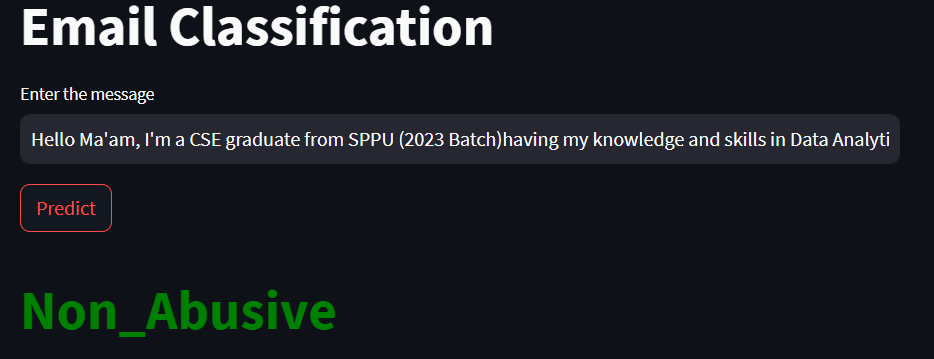 Email Classification
Enter the message
Hello Ma'am, I'm a CSE graduate from SPPU (2023 Batch)having my knowledge and skills in Data Analyti
Predict
Non_Abusive